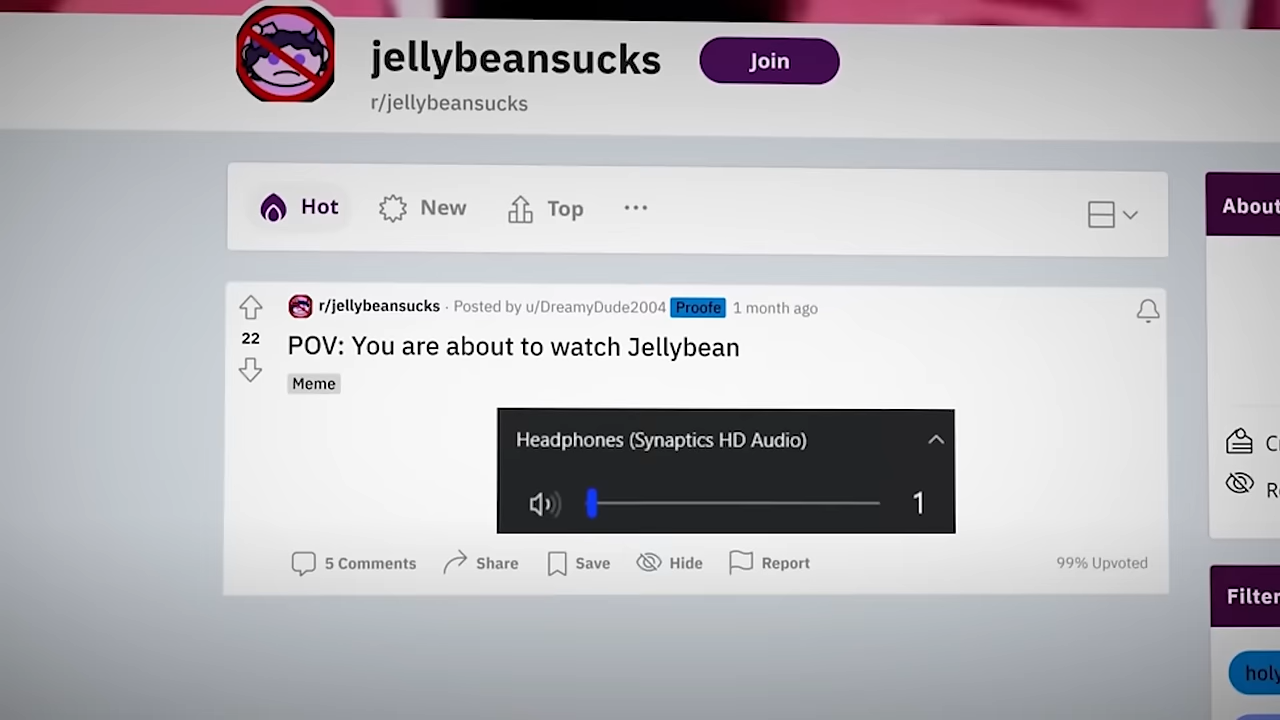 jellybeansucks
Join
r/jellybeansucks
Hot
New
Top
About
r/jellybeansucks · Posted by u/DreamyDude2004 Proofe 1 month ago
22
POV: You are about to watch Jellybean
Meme
Headphones (Synaptics HD Audio)
1
5 Comments
Share
Save
Hide
Report
99% Upvoted
Filter
holy